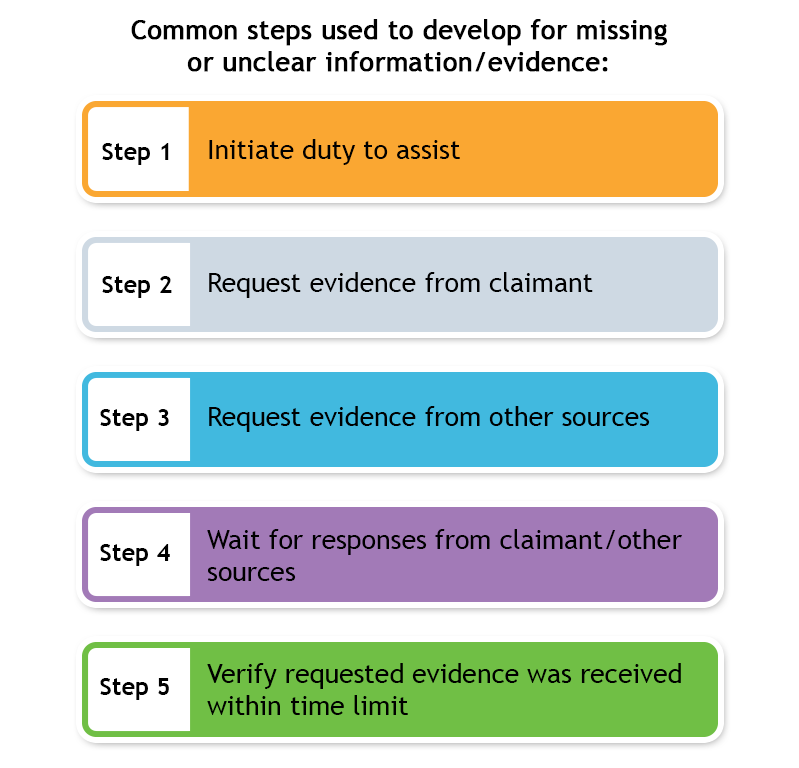 Common steps used to develop for missing
or unclear information/evidence:
Step 1
Initiate duty to assist
Step 2
Request evidence from claimant
Step 3
Request evidence from other sources
Step 4
Wait for responses from claimant/other
sources
Step 5
Verify requested evidence was received
within time limit